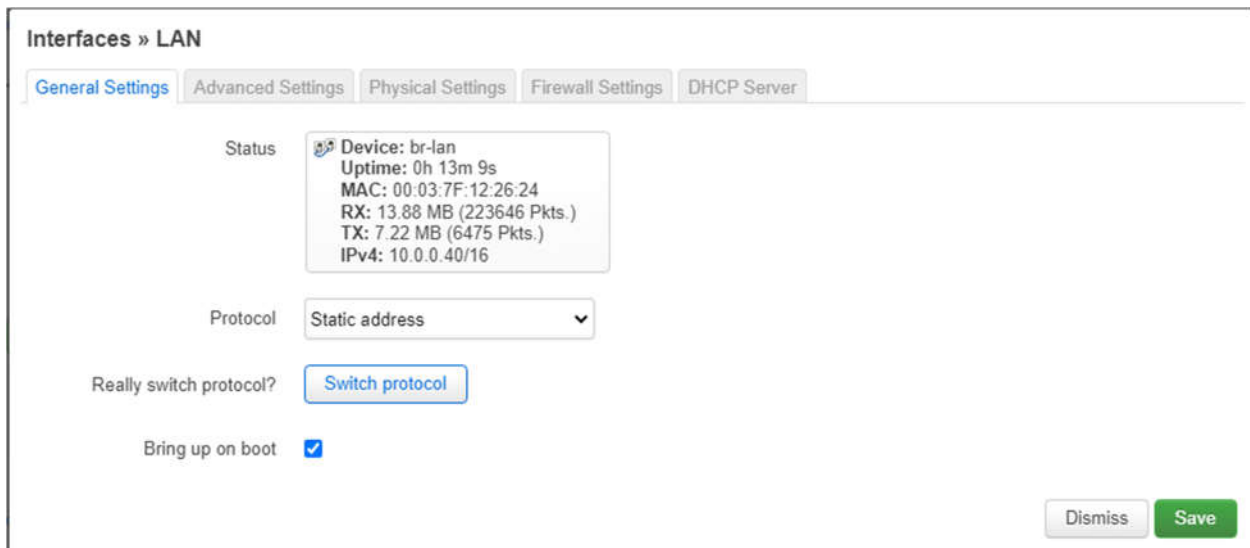 Interfaces » LAN
General Settings Advanced Settings Physical Settings Firewall Settings DHCP Server
Status
Device: br-lan
Uptime: 0h 13m 9s
MAC: 00:03:7F:12:26:24
RX: 13.88 MB (223646 Pkts.)
TX: 7.22 MB (6475 Pkts.)
IPv4: 10.0.0.40/16
Protocol Static address
Really switch protocol? Switch protocol
Bring up on boot
Dismiss Save